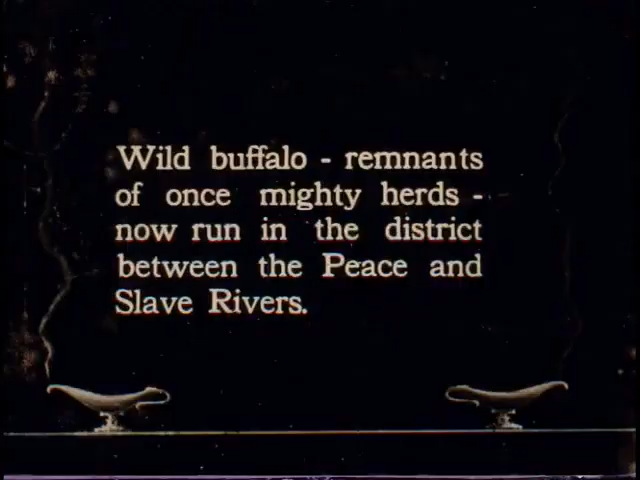 Wild buffalo - remnants
of once mighty herds -
now run in the district
between the Peace and
Slave Rivers.